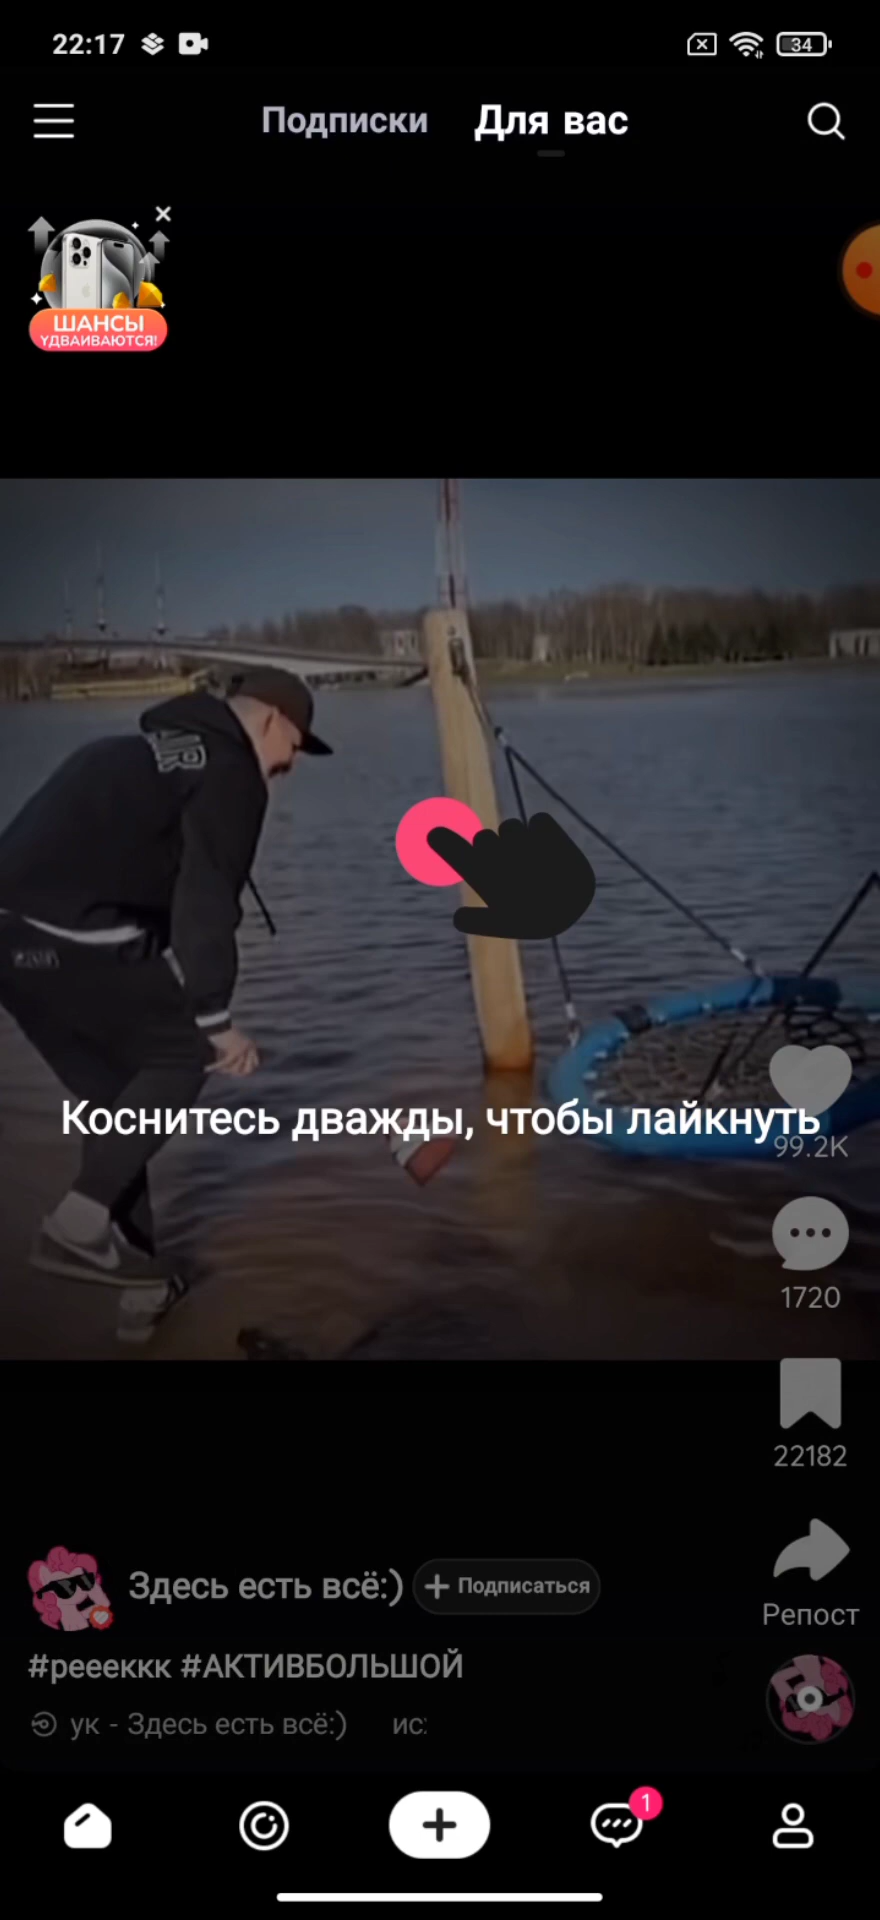 22:17
34
Подписки
Для вас
ШАНСЫ
УДВАИВАЮТСЯ!
Коснитесь дважды, чтобы лайкнуть
99.2K
1720
22182
Здесь есть всё:)
Подписаться
Репост
#рееекkk #АКТИВБОЛЬШОЙ
ук - Здесь есть всё:)
1